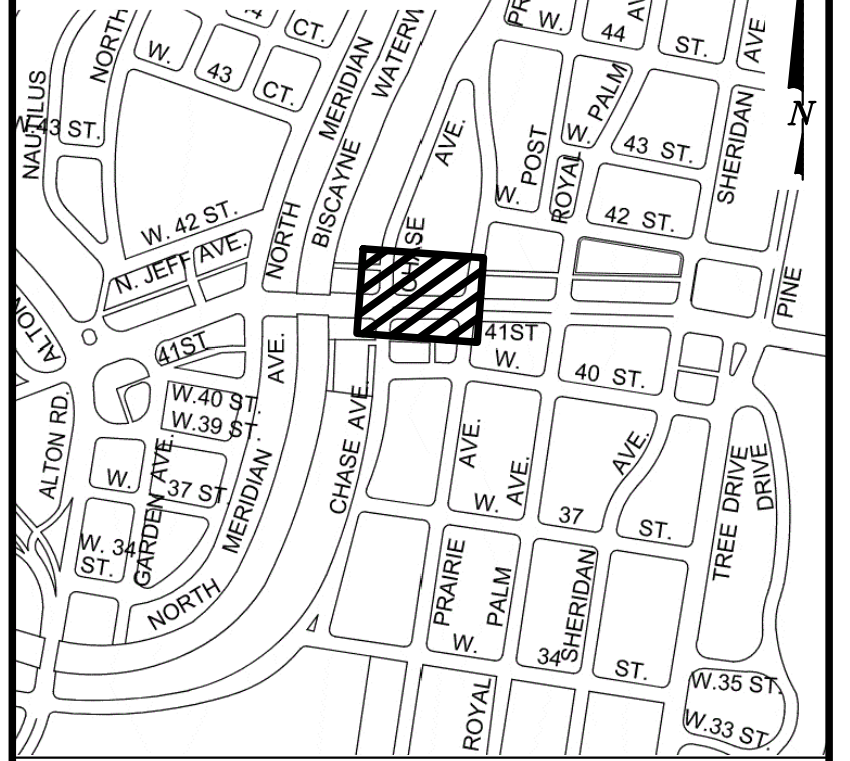 PR
W.
44
AV
ST.
AVE
NORTH
W.
43
CT.
CT.
MERIDIAN
WATERW
NAUTILUS
W.43 ST.
AVE.
POST
W.
PALM
W.
ROYAL
43 ST.
SHERIDAN
N
42 ST.
W. 42 ST.
NORTH
BISCAYNE
CHASE
N. JEFF AVE.
PINE
ALTON
41ST
AVE.
41ST
W.
40 ST.
W.40 ST.
W.39 ST.
ALTON RD.
W.
GARDEN AVE.
37 ST.
MERIDIAN
CHASE AVE.
AVE.
W.
AVE.
AVE.
37
ST.
TREE DRIVE
DRIVE
W. 34
ST.
NORTH
PRAIRIE
W.
PALM
SHERIDAN
34
ST.
ROYAL
W.35 ST.
W.33 ST.